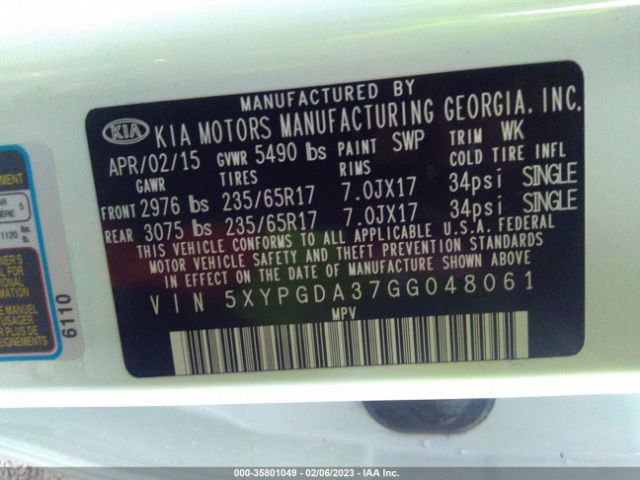 MANUFACTURED BY
KIA KIA MOTORS MANUFACTURING GEORGIA. INC.
APR/02/15 GVWR 5490 lbs PAINT SWP TRIM WK
GAWR TIRES RIMS COLD TIRE INFL
FRONT 2976 lbs 235/65R17 7.0JX17 34psi SINGLE
REAR 3075 lbs 235/65R17 7.0JX17 34psi SINGLE
THIS VEHICLE CONFORMS TO ALL APPLICABLE U.S.A. FEDERAL
MOTOR VEHICLE SAFETY AND THEFT PREVENTION STANDARDS IN
EFFECT ON THE DATE OF MANUFACTURE SHOWN ABOVE
VIN 5XYPGDA37GG048061
MPV
5
1120 lbs.
lb.
6110
000-35801049 - 02/06/2023 - IAA Inc.